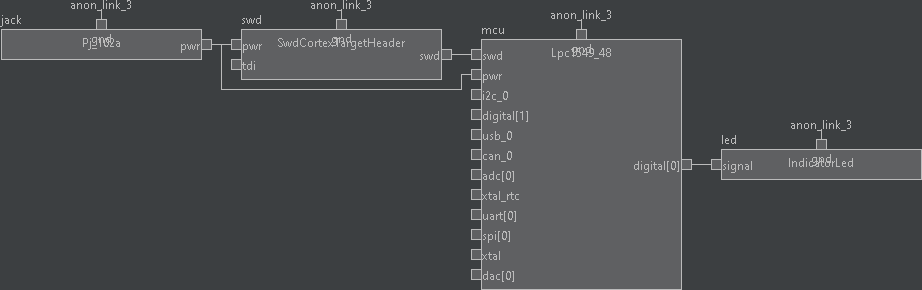 anon_link_3
anon_link_3
anon_link_3
anon_link_3
jack
gnd
Pj_102a
pwr
swd
gnd
SwdCortexTargetHeader
pwr
tdi
swd
mcu
gnd
Lpc1549_48
swd
pwr
i2c_0
digital[1]
usb_0
can_0
adc[0]
xtal_rtc
uart[0]
spi[0]
xtal
dac[0]
digital[0]
led
gnd
IndicatorLed
signal